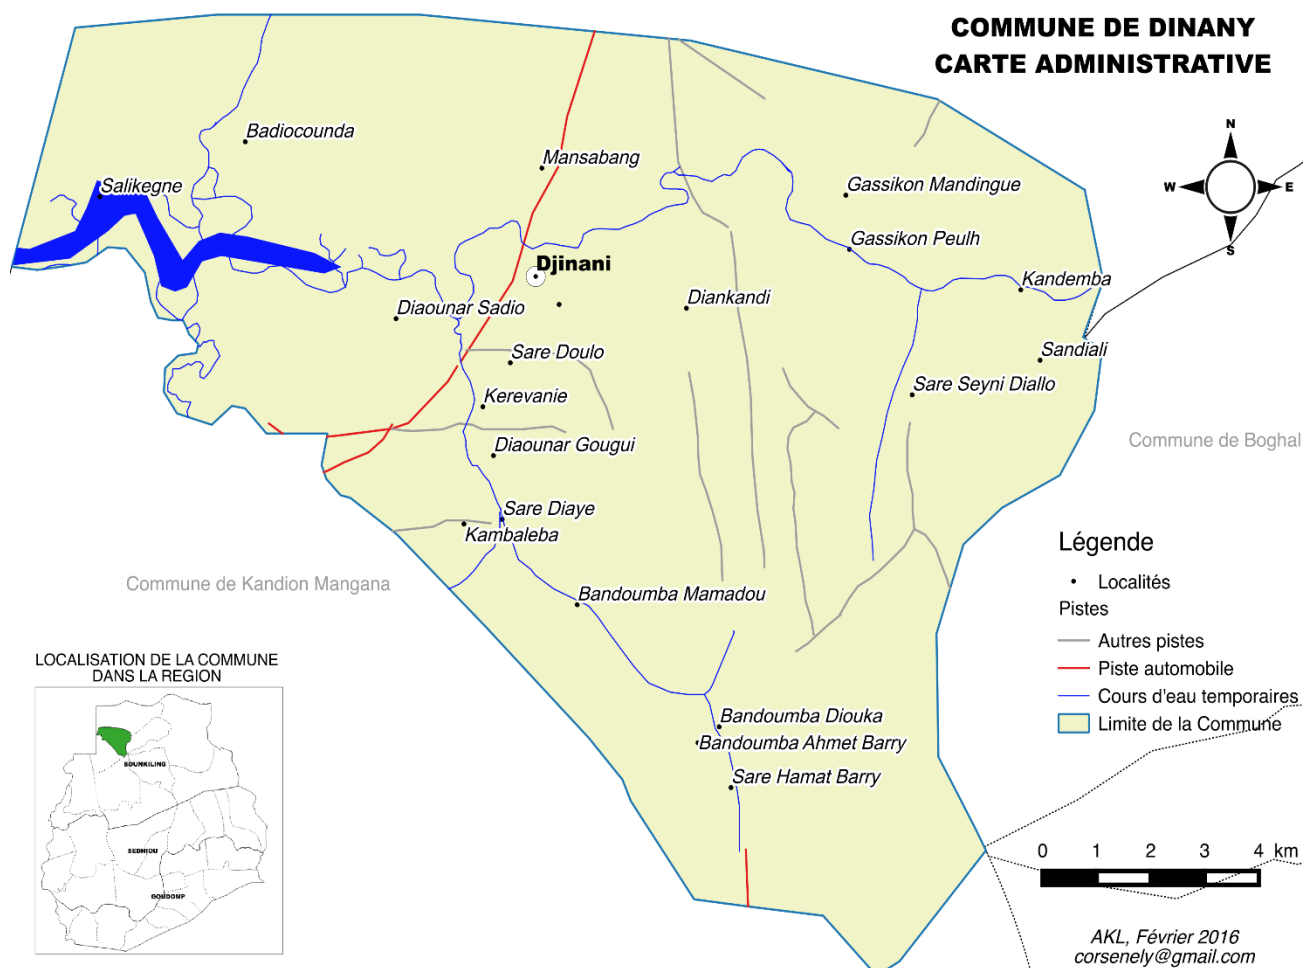 COMMUNE DE DINANY
CARTE ADMINISTRATIVE
N
W
E
S
Badiocounda
Mansabang
Salikegne
Gassikon Mandingue
Gassikon Peulh
Djinani
Kandemba
Diaounar Sadio
Diankandi
Sare Doulo
Sandiali
Sare Seyni Diallo
Kerevanie
Diaounar Gougui
Commune de Boghal
Sare Diaye
Kambaleba
Commune de Kandion Mangana
Bandoumba Mamadou
Bandoumba Diouka
Bandoumba Ahmet Barry
Sare Hamat Barry
Légende
Localités
Pistes
Autres pistes
Piste automobile
Cours d'eau temporaires
Limite de la Commune
LOCALISATION DE LA COMMUNE
DANS LA REGION
BOUNKILING
SEDHIOU
GOUDOMP
0 1 2 3 4 km
AKL, Février 2016
corsenely@gmail.com